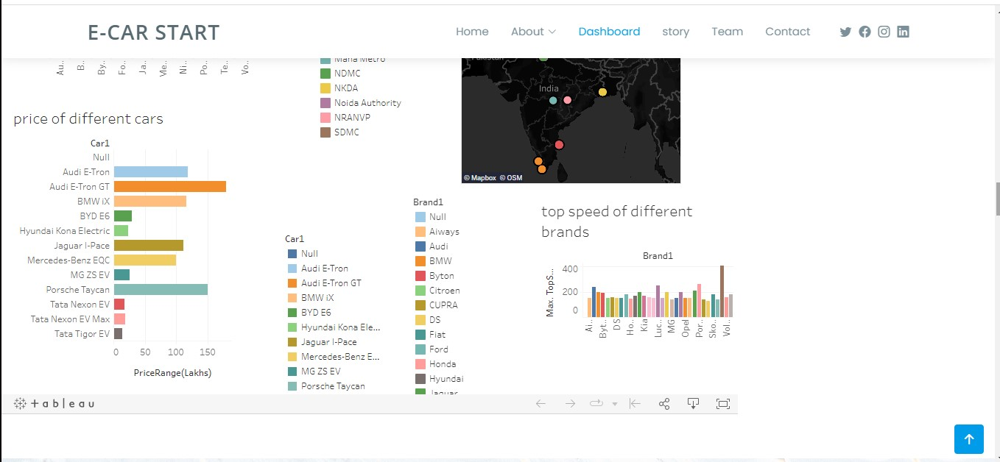 E-CAR START
Home About Dashboard story Team Contact
Au..
B..
By..
Fo..
Ja..
Me..
Ni..
Po..
Te..
Vo..
Maha Metro
NDMC
NKDA
Noida Authority
NRANVP
SDMC
Pakistan
India
© Mapbox © OSM
price of different cars
Car1
Null
Audi E-Tron
Audi E-Tron GT
BMW iX
BYD E6
Hyundai Kona Electric
Jaguar I-Pace
Mercedes-Benz EQC
MG ZS EV
Porsche Taycan
Tata Nexon EV
Tata Nexon EV Max
Tata Tigor EV
0 50 100 150
PriceRange(Lakhs)
Car1
Null
Audi E-Tron
Audi E-Tron GT
BMW iX
BYD E6
Hyundai Kona Ele...
Jaguar I-Pace
Mercedes-Benz E...
MG ZS EV
Porsche Taycan
Brand1
Null
Aiways
Audi
BMW
Byton
Citroen
CUPRA
DS
Fiat
Ford
Honda
Hyundai
Jaguar
top speed of different
brands
Brand1
Max. TopS...
400
200
0
Ai..
Byt..
DS
Ho..
Kia
Luc..
MG
Opel
Por..
Sko..
Vol..
+ableau